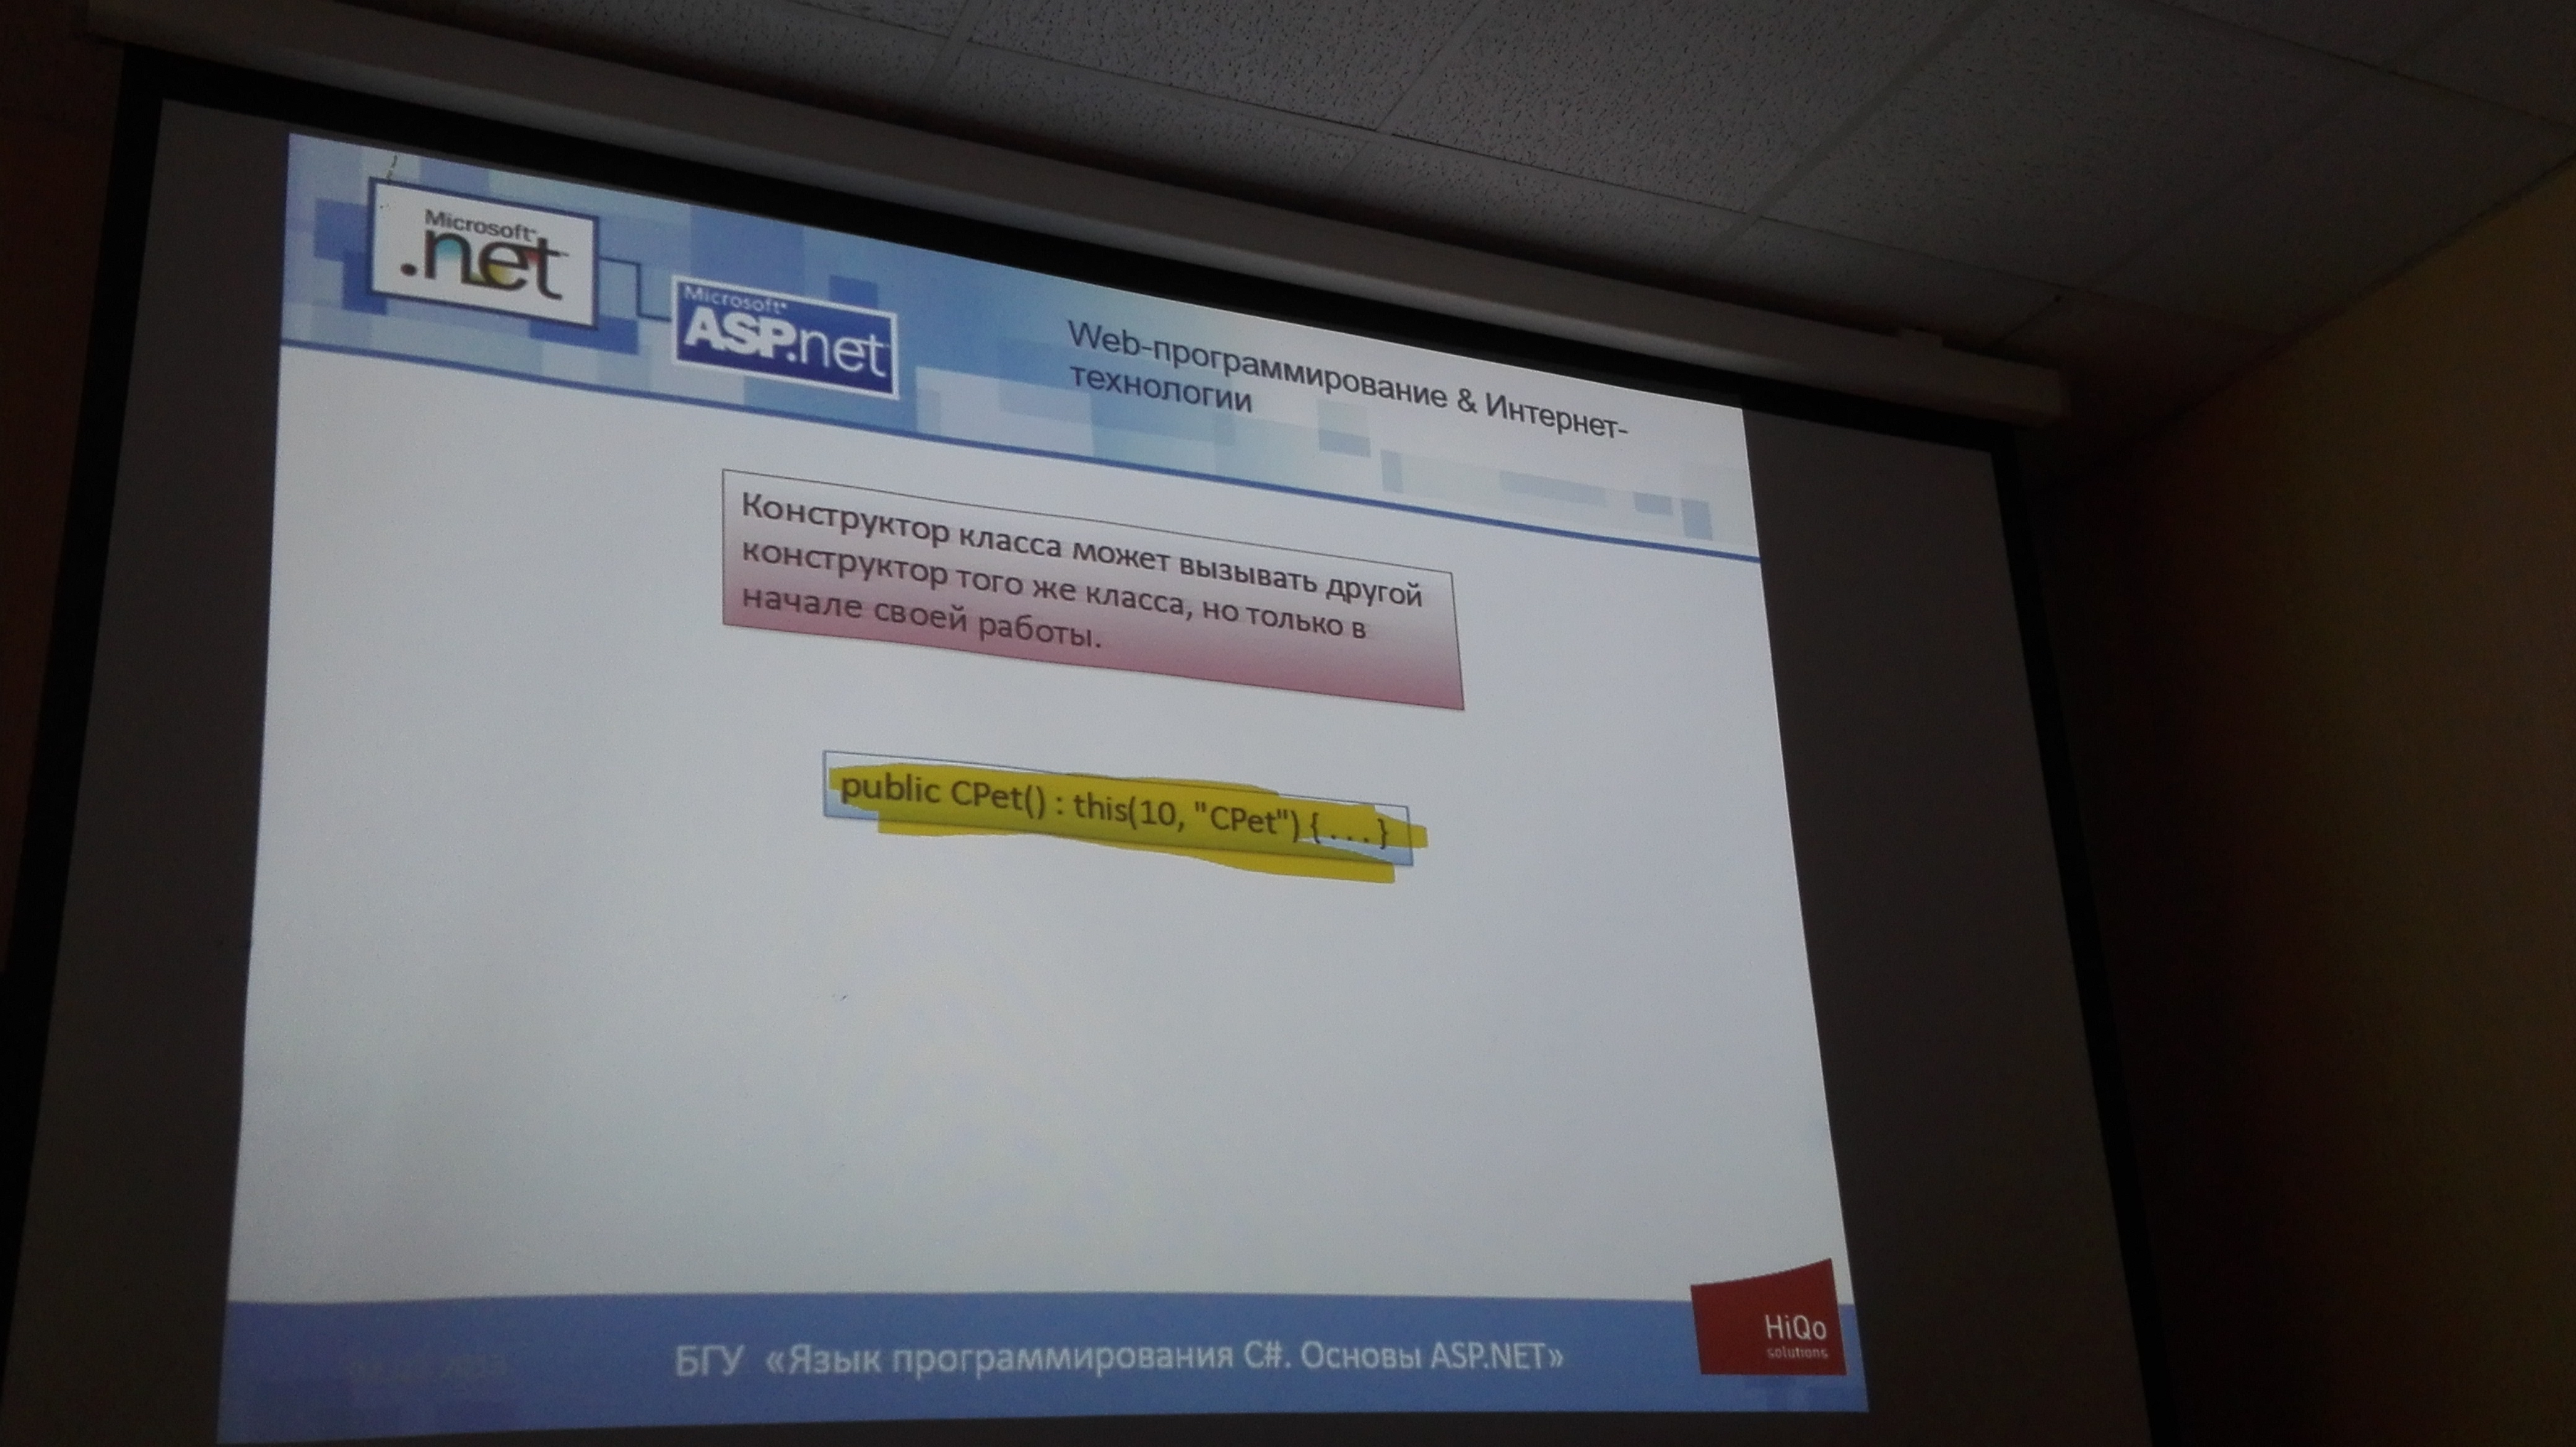 Microsoft
.net
Microsoft
ASP.net
Web-программирование & Интернет-
технологии
Конструктор класса может вызывать другой
конструктор того же класса, но только в
начале своей работы.
public CPet() : this(10, "CPet") { . . . }
БГУ «Язык программирования C#. Основы ASP.NET»
HiQo
solutions